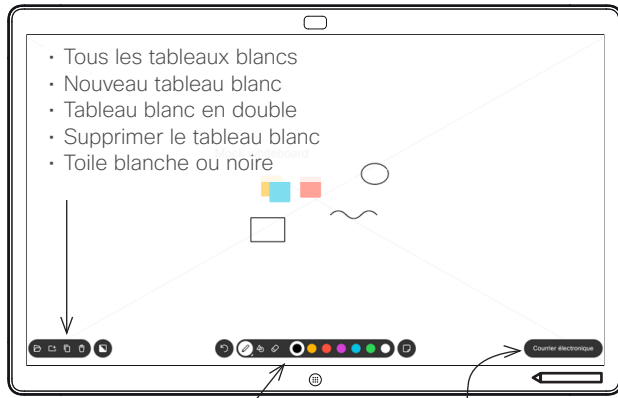 • Tous les tableaux blancs
• Nouveau tableau blanc
• Tableau blanc en double
• Supprimer le tableau blanc
• Toile blanche ou noire
Courrier électronique